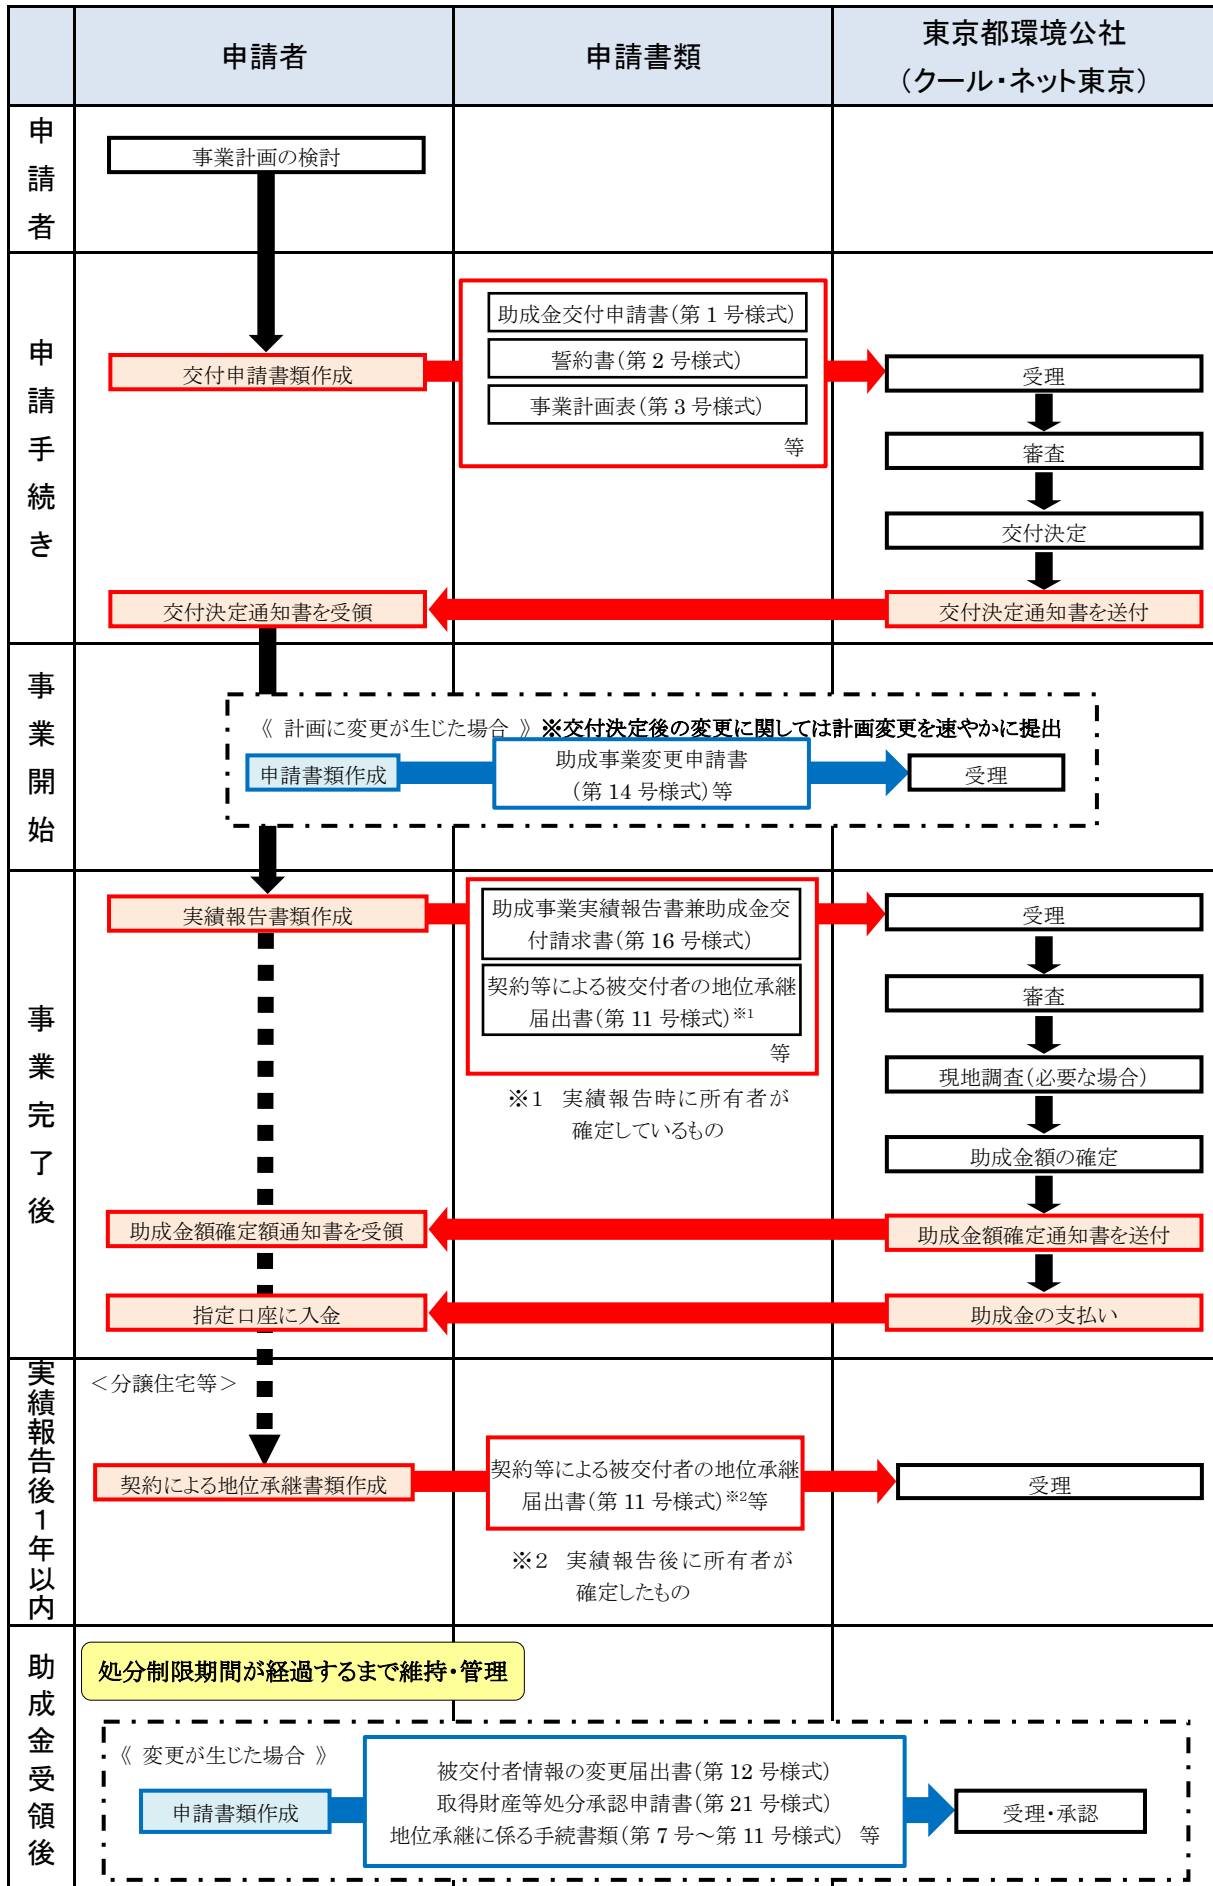 申請者
申請書類
東京都環境公社
（クール・ネット東京）
申請者
事業計画の検討
申請手続き
交付申請書類作成
助成金交付申請書（第 1 号様式）
誓約書（第 2 号様式）
事業計画表（第 3 号様式）
等
受理
審査
交付決定
交付決定通知書を送付
交付決定通知書を受領
事業開始
《 計画に変更が生じた場合 》※交付決定後の変更に関しては計画変更を速やかに提出
申請書類作成
助成事業変更申請書
（第 14 号様式）等
受理
事業完了後
実績報告書類作成
助成事業実績報告書兼助成金交
付請求書（第 16 号様式）
契約等による被交付者の地位承継
届出書（第 11 号様式）※1
等
※1 実績報告時に所有者が
確定しているもの
受理
審査
現地調査（必要な場合）
助成金額の確定
助成金額確定通知書を送付
助成金額確定額通知書を受領
助成金の支払い
指定口座に入金
実績報告後1年以内
＜分譲住宅等＞
契約による地位承継書類作成
契約等による被交付者の地位承継
届出書（第 11 号様式）※2等
※2 実績報告後に所有者が
確定したもの
受理
助成金受領後
処分制限期間が経過するまで維持・管理
《 変更が生じた場合 》
申請書類作成
被交付者情報の変更届出書（第 12 号様式）
取得財産等処分承認申請書（第 21 号様式）
地位承継に係る手続書類（第 7 号～第 11 号様式） 等
受理・承認